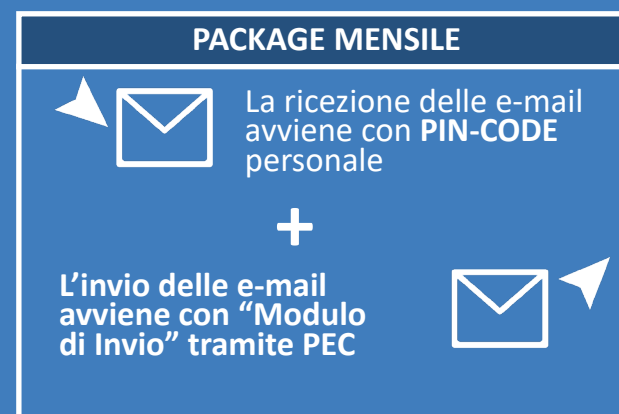 PACKAGE MENSILE
La ricezione delle e-mail
avviene con PIN-CODE
personale
+
L’invio delle e-mail
avviene con “Modulo
di Invio” tramite PEC